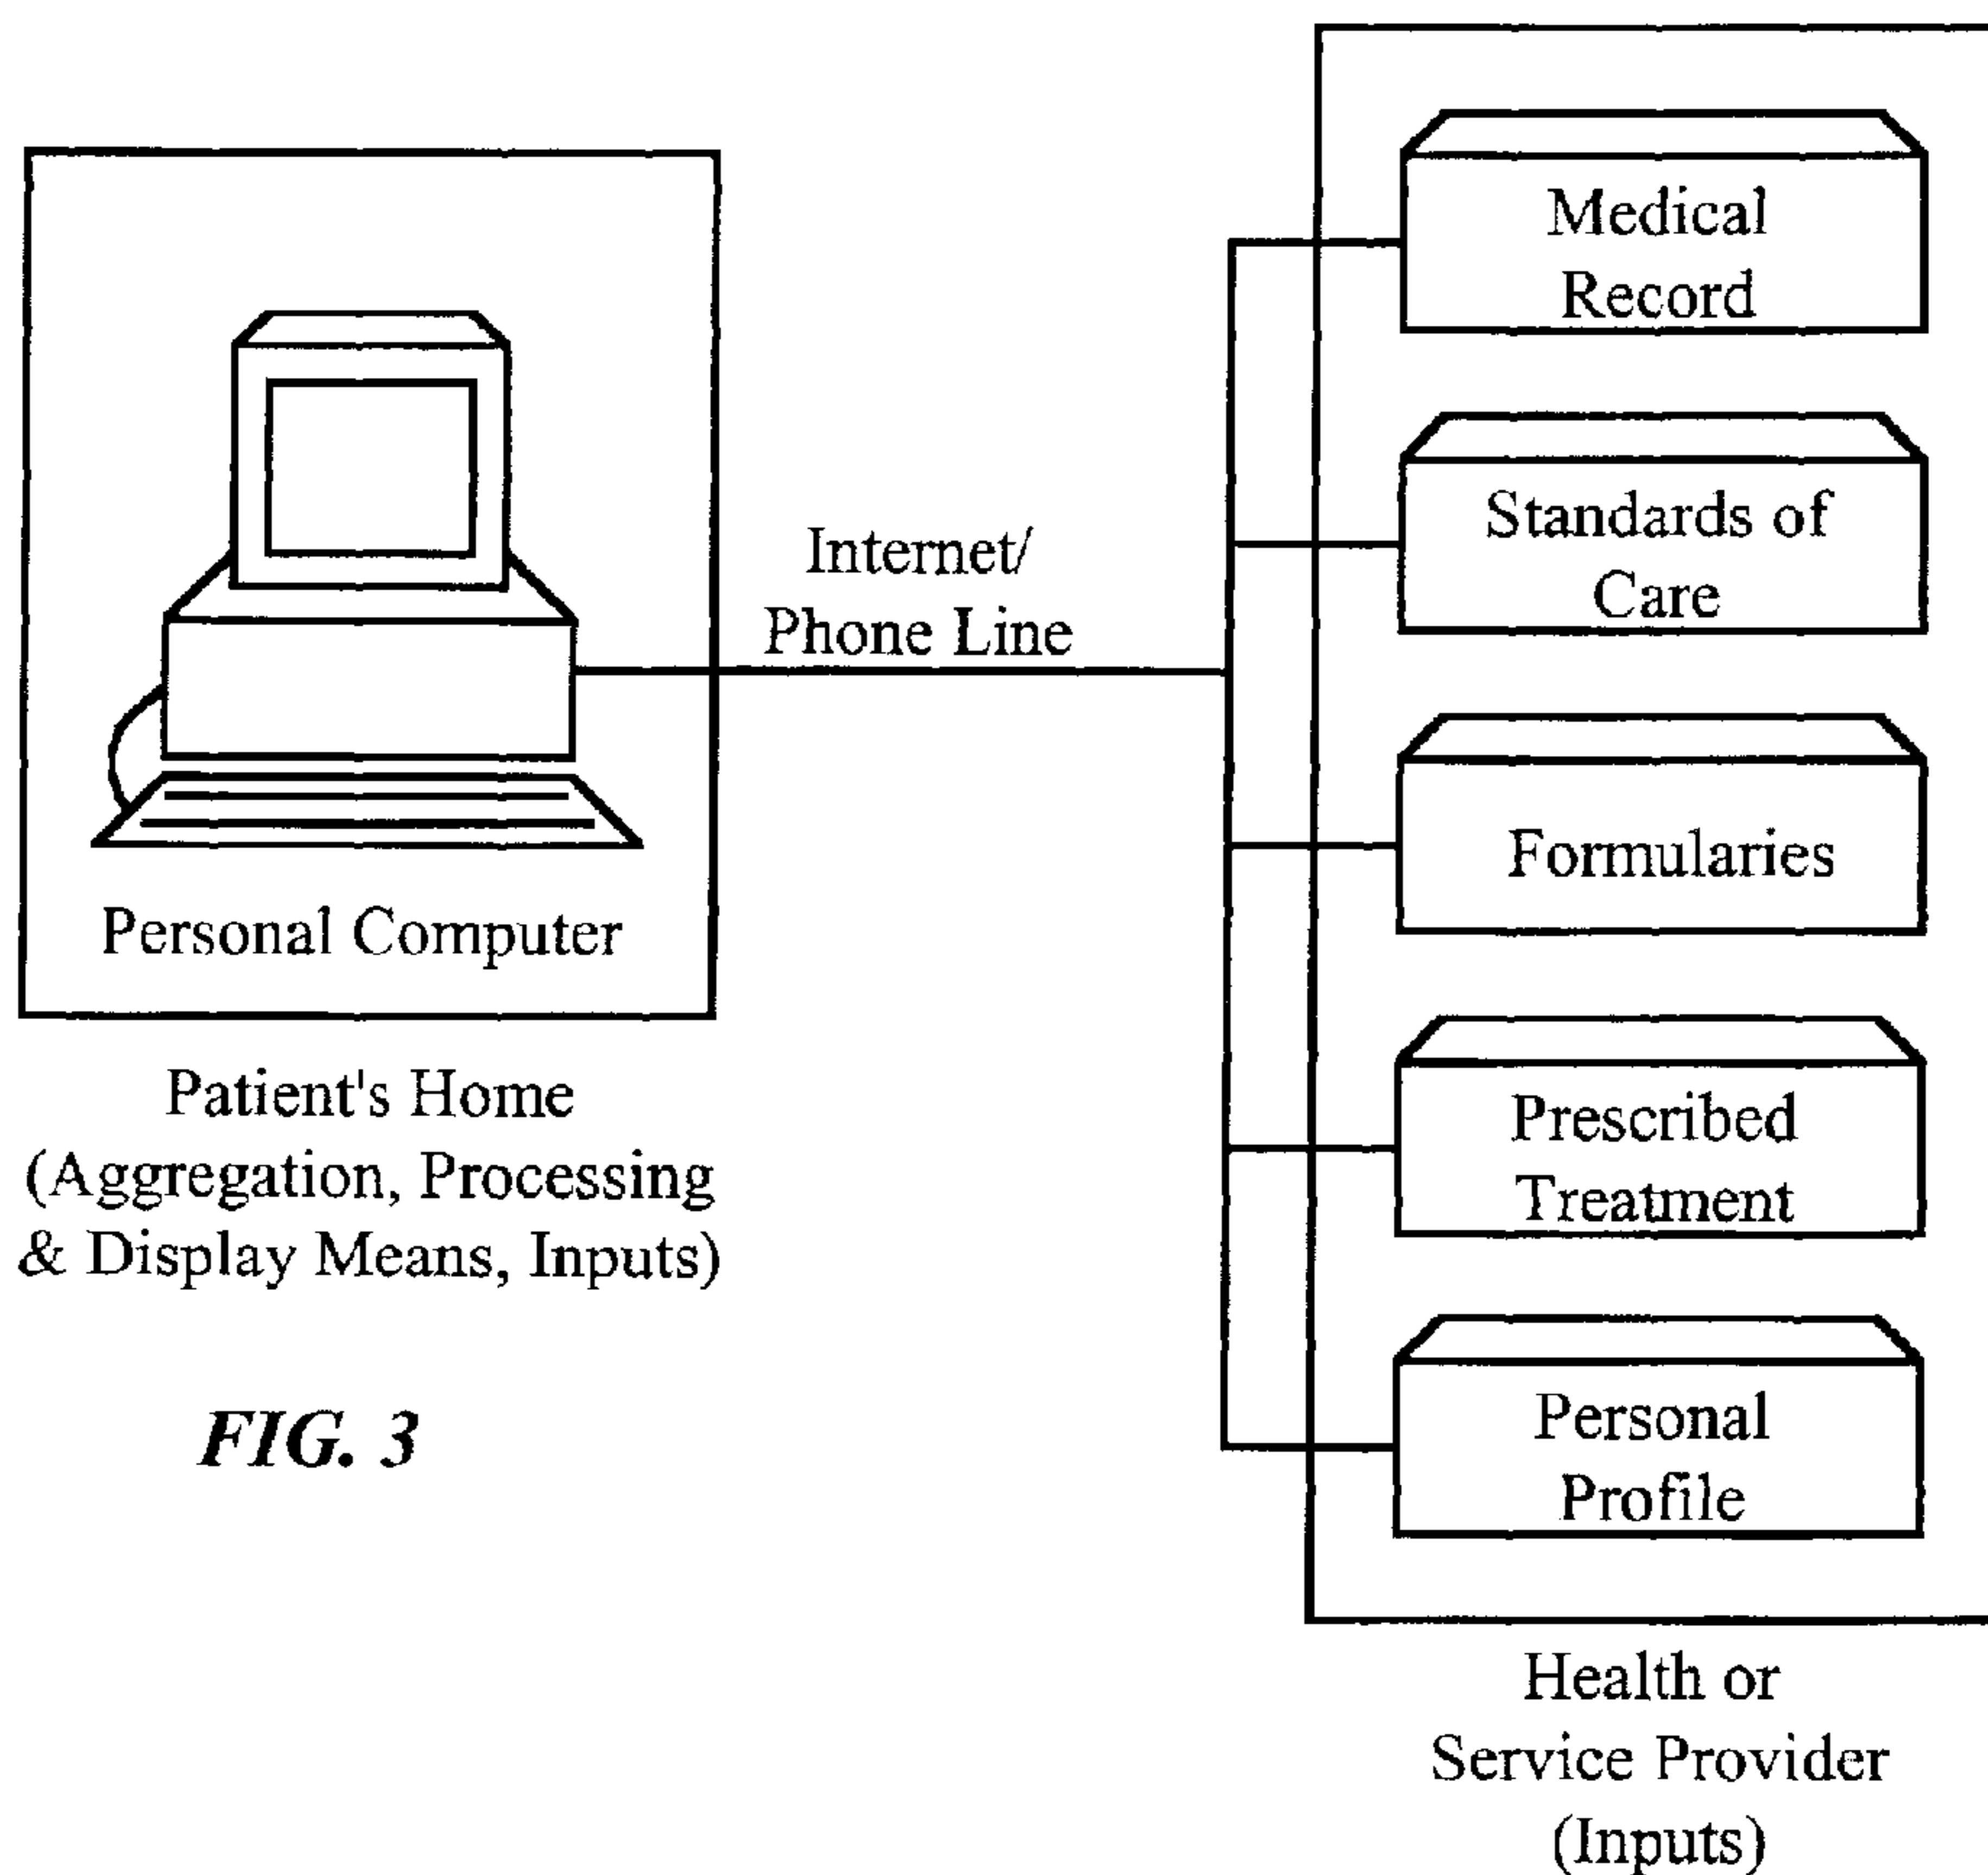 Personal Computer
Patient's Home
(Aggregation, Processing
& Display Means, Inputs)
FIG. 3
Internet/
Phone Line
Medical
Record
Standards of
Care
Formularies
Prescribed
Treatment
Personal
Profile
Health or
Service Provider
(Inputs)